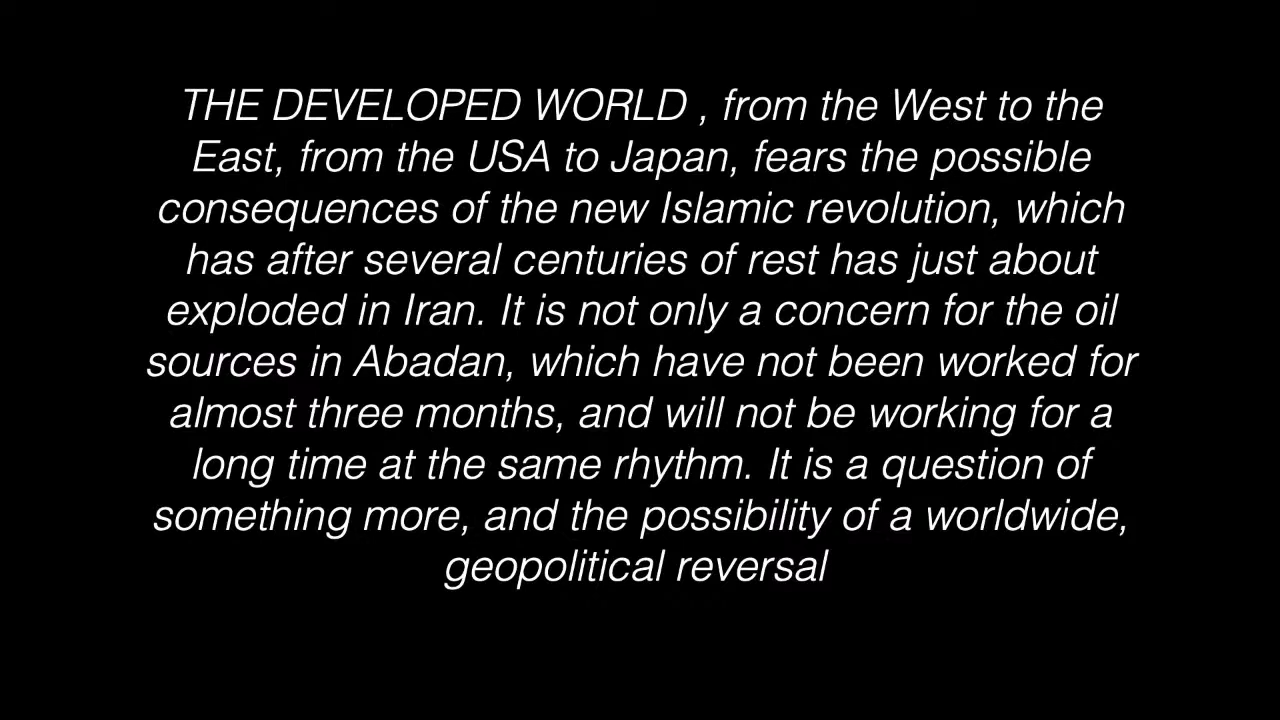 THE DEVELOPED WORLD , from the West to the
East, from the USA to Japan, fears the possible
consequences of the new Islamic revolution, which
has after several centuries of rest has just about
exploded in Iran. It is not only a concern for the oil
sources in Abadan, which have not been worked for
almost three months, and will not be working for a
long time at the same rhythm. It is a question of
something more, and the possibility of a worldwide,
geopolitical reversal